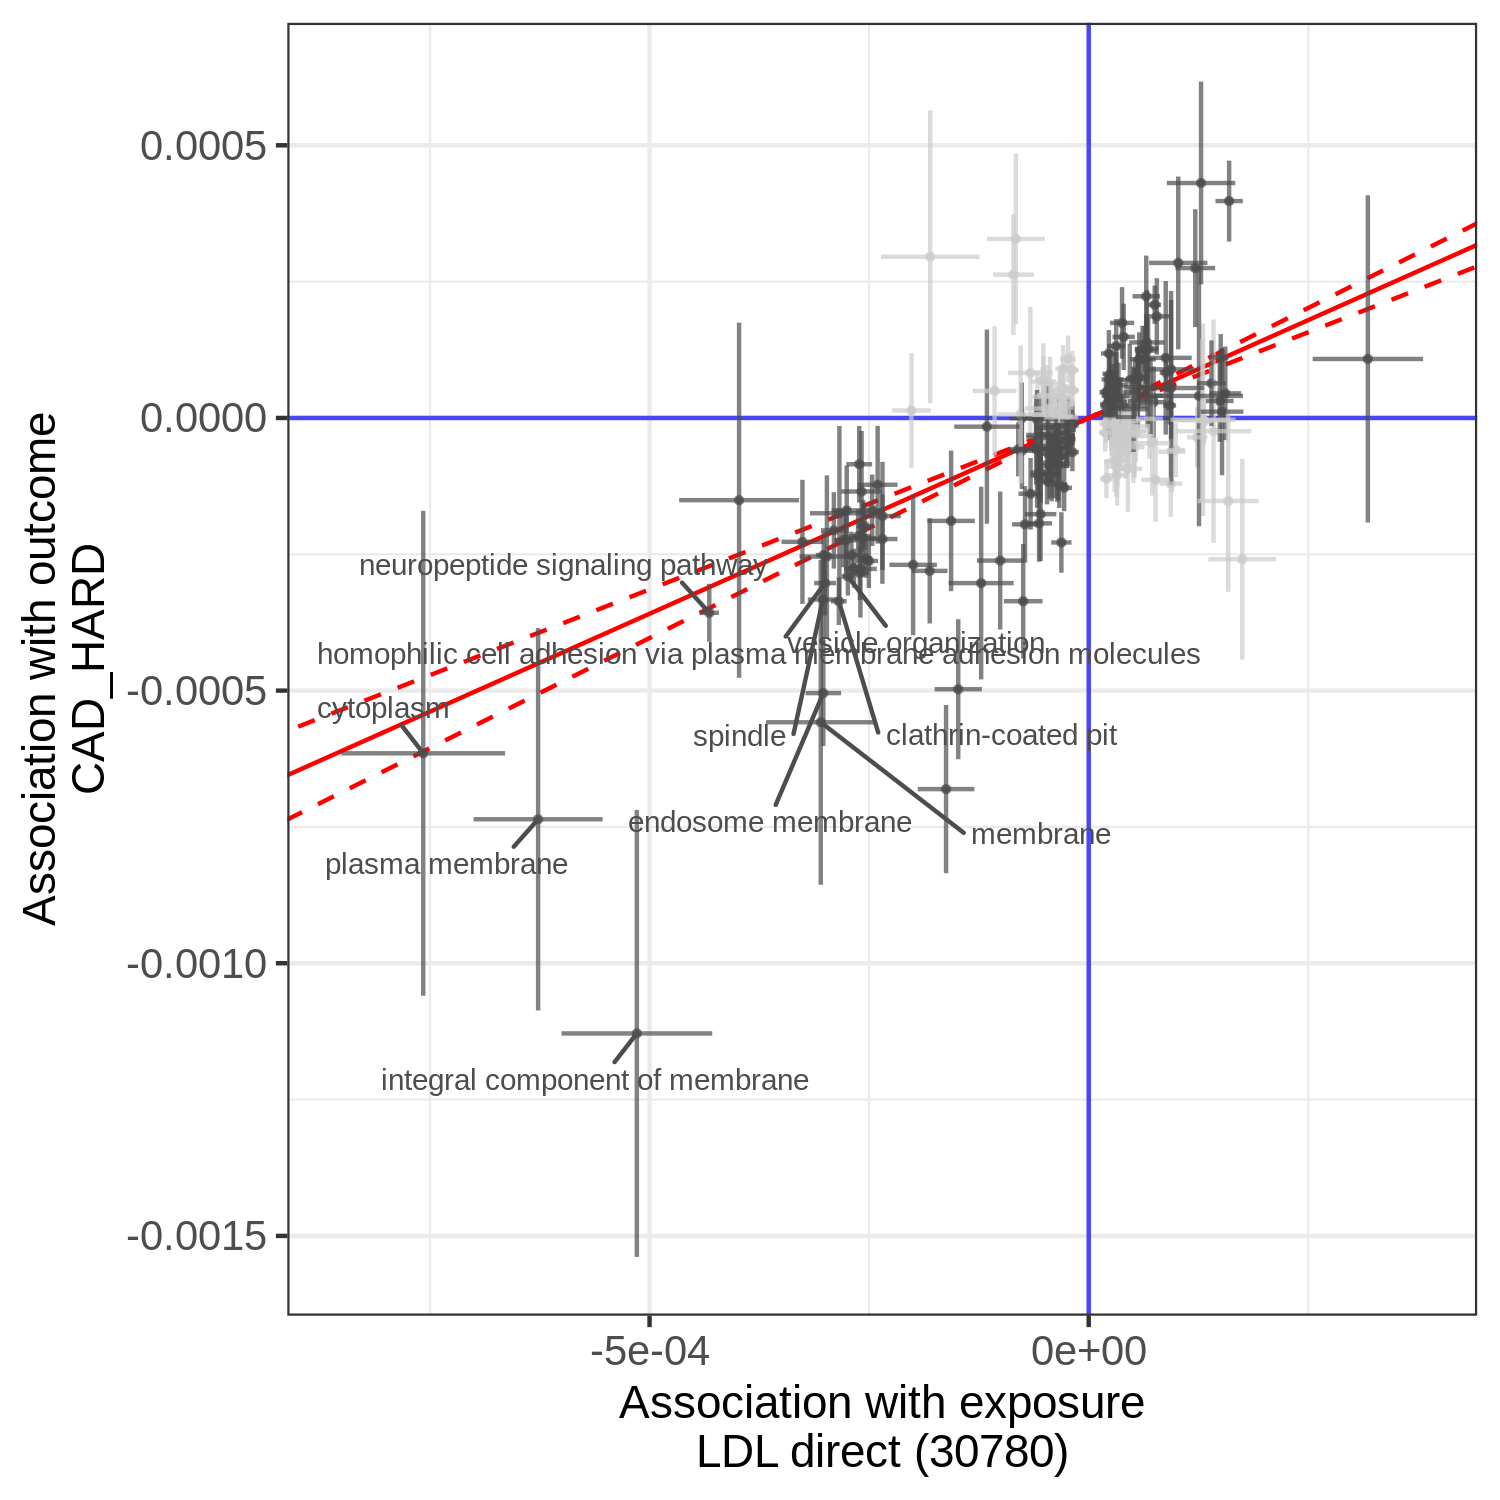 Association with outcome
CAD_HARD
0.0005
0.0000
-0.0005
-0.0010
-0.0015
neuropeptide signaling pathway
vesicle organization
homophilic cell adhesion via plasma membrane adhesion molecules
cytoplasm
spindle
clathrin-coated pit
endosome membrane
membrane
plasma membrane
integral component of membrane
-5e-04
0e+00
Association with exposure
LDL direct (30780)